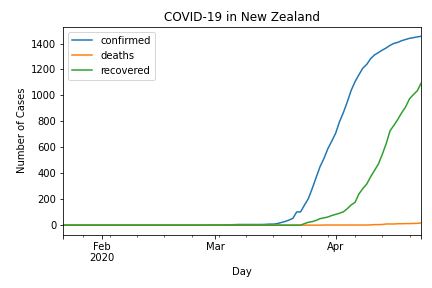 COVID-19 in New Zealand
confirmed
deaths
recovered
Number of Cases
1400
1200
1000
800
600
400
200
0
Feb
2020
Mar
Apr
Day